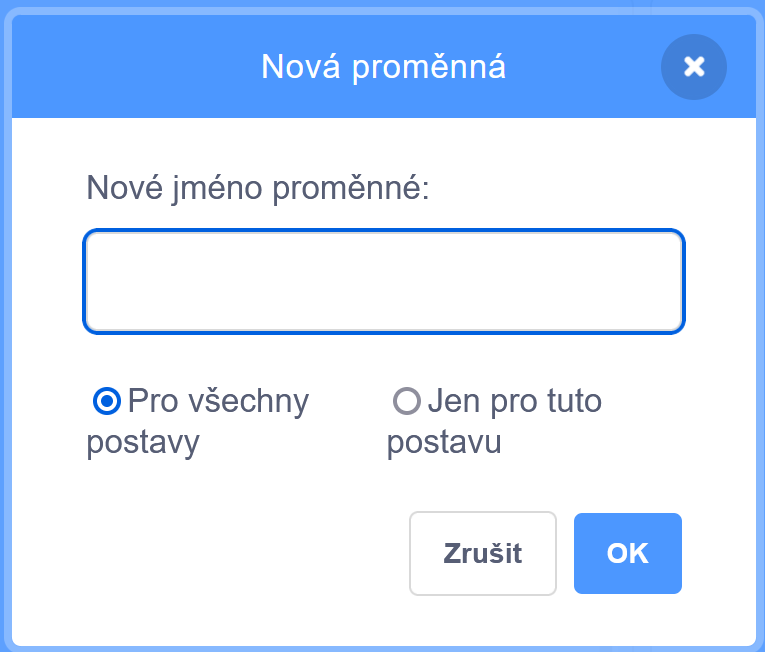 Nová proměnná
Nové jméno proměnné:
Pro všechny
postavy
Jen pro tuto
postavu
Zrušit
OK